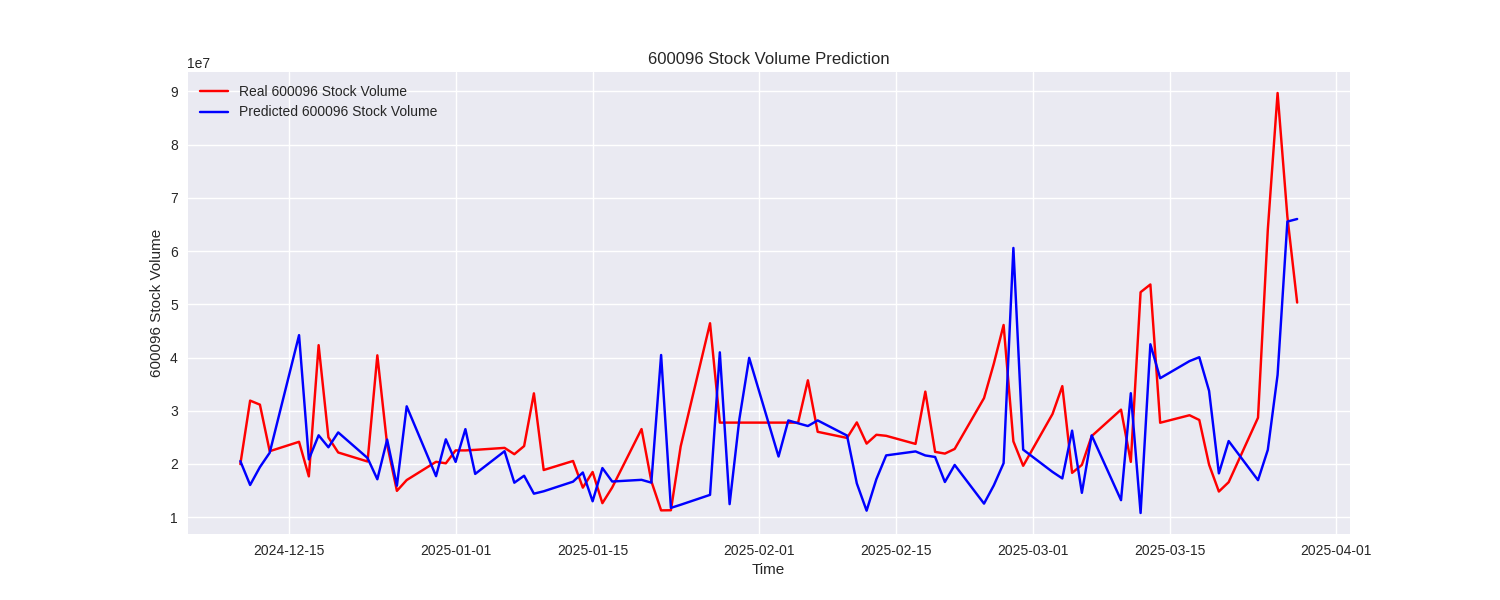 600096 Stock Volume Prediction
1e7
Real 600096 Stock Volume
Predicted 600096 Stock Volume
9
8
7
6
5
4
3
2
1
600096 Stock Volume
2024-12-15
2025-01-01
2025-01-15
2025-02-01
2025-02-15
2025-03-01
2025-03-15
2025-04-01
Time